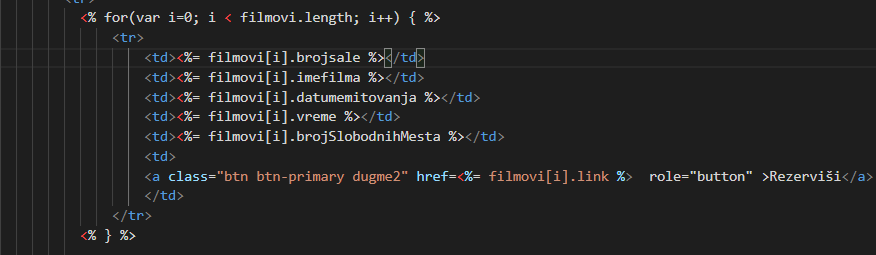 <tr>
<% for(var i=0; i < filmovi.length; i++) { %>
<tr>
<td><%= filmovi[i].brojsale %></td>
<td><%= filmovi[i].imefilma %></td>
<td><%= filmovi[i].datumemitovanja %></td>
<td><%= filmovi[i].vreme %></td>
<td><%= filmovi[i].brojSlobodnihMesta %></td>
<td>
<a class="btn btn-primary dugme2" href=<%= filmovi[i].link %>  role="button" >Rezerviši</a>
</td>
</tr>
<% } %>